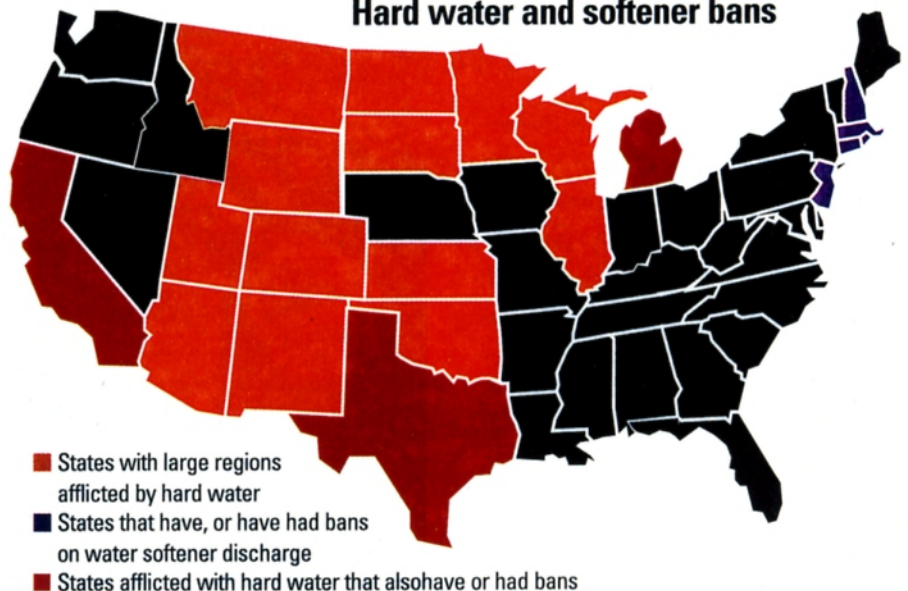 Hard water and softener bans
States with large regions
afflicted by hard water
States that have, or have had bans
on water softener discharge
States afflicted with hard water that alsohave or had bans